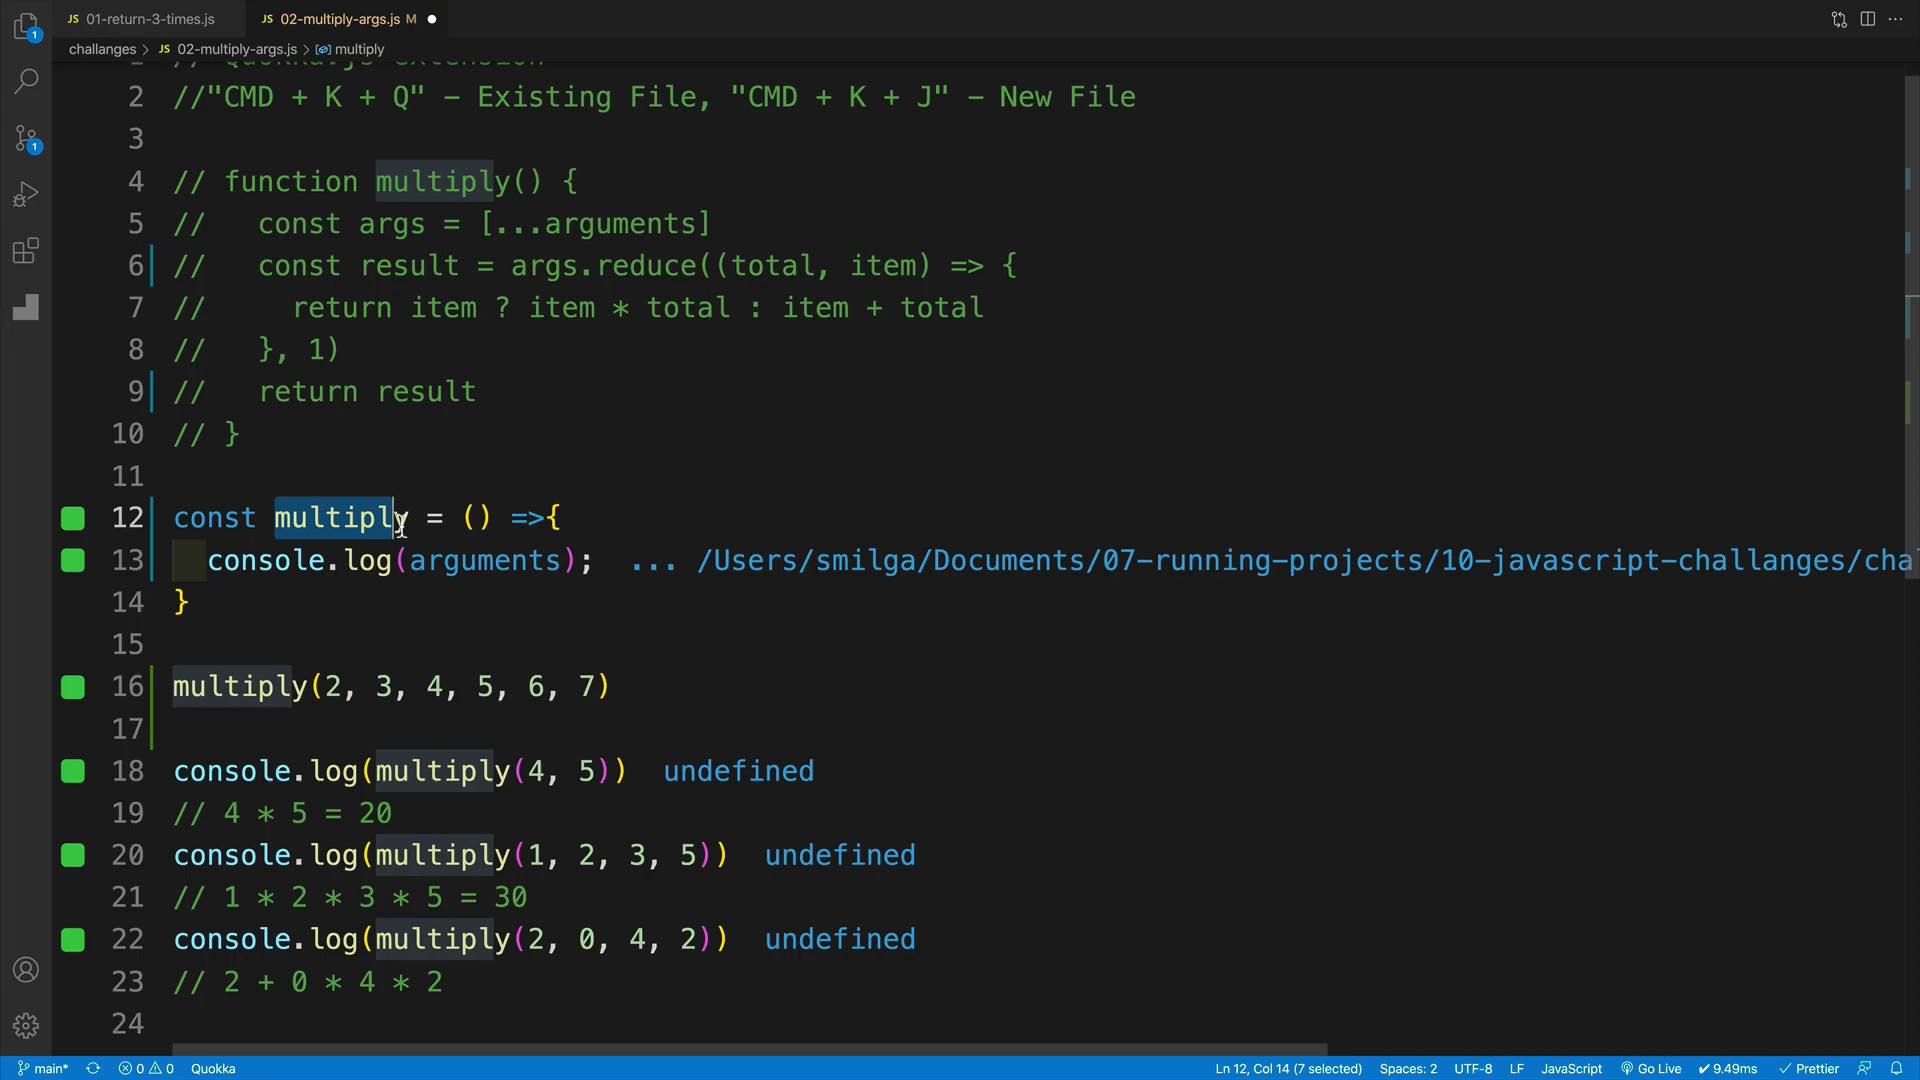 JS 01-return-3-times.js JS 02-multiply-args.js M
challanges > JS 02-multiply-args.js > multiply
1 // Quokka.js extension
2 //"CMD + K + Q" - Existing File, "CMD + K + J" - New File
3
4 // function multiply() {
5 //   const args = [...arguments]
6 //   const result = args.reduce((total, item) => {
7 //     return item ? item * total : item + total
8 //   }, 1)
9 //   return result
10 // }
11
12 const multiply = () =>{
13   console.log(arguments);  ... /Users/smilga/Documents/07-running-projects/10-javascript-challanges/cha
14 }
15
16 multiply(2, 3, 4, 5, 6, 7)
17
18 console.log(multiply(4, 5))  undefined
19 // 4 * 5 = 20
20 console.log(multiply(1, 2, 3, 5))  undefined
21 // 1 * 2 * 3 * 5 = 30
22 console.log(multiply(2, 0, 4, 2))  undefined
23 // 2 + 0 * 4 * 2
24
main* 0 0 Quokka Ln 12, Col 14 (7 selected) Spaces: 2 UTF-8 LF JavaScript Go Live ✓ 9.49ms ✓ Prettier